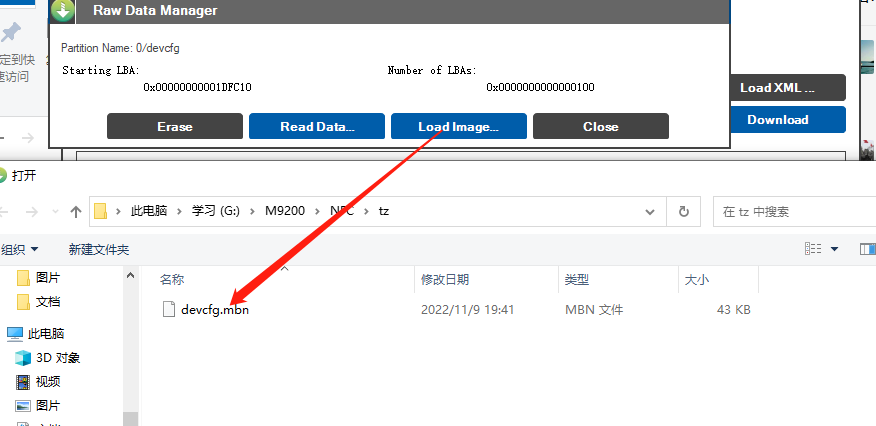 Raw Data Manager
Partition Name: 0/devcfg
Starting LBA:
Number of LBAs:
0x00000000001DFC10
0x0000000000000100
定到快
速访问
Load XML ...
Erase
Read Data...
Load Image...
Close
Download
打开
此电脑
学习 (G:)
M9200
NFC
tz
在 tz 中搜索
组织
新建文件夹
图片
文档
此电脑
3D 对象
视频
图片
名称
修改日期
类型
大小
devcfg.mbn
2022/11/9 19:41
MBN 文件
43 KB